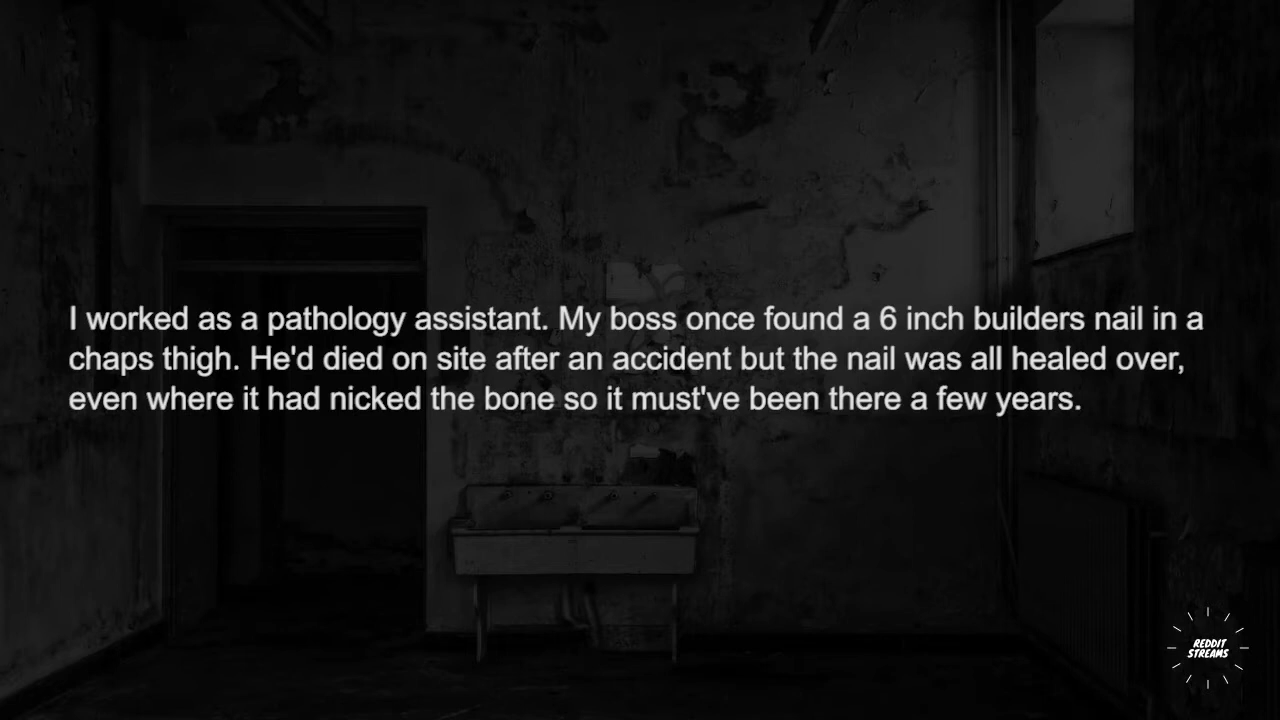 I worked as a pathology assistant. My boss once found a 6 inch builders nail in a
chaps thigh. He'd died on site after an accident but the nail was all healed over,
even where it had nicked the bone so it must've been there a few years.
REDDIT
STREAMS